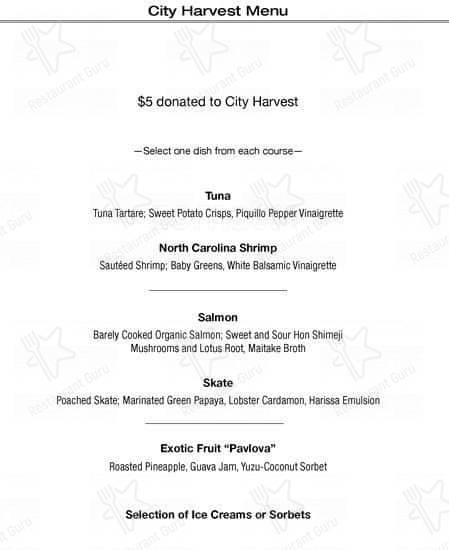 City Harvest Menu
$5 donated to City Harvest
—Select one dish from each course—
Tuna
Tuna Tartare; Sweet Potato Crisps, Piquillo Pepper Vinaigrette
North Carolina Shrimp
Sautéed Shrimp; Baby Greens, White Balsamic Vinaigrette
Salmon
Barely Cooked Organic Salmon; Sweet and Sour Hon Shimeji
Mushrooms and Lotus Root, Maitake Broth
Skate
Poached Skate; Marinated Green Papaya, Lobster Cardamon, Harissa Emulsion
Exotic Fruit “Pavlova”
Roasted Pineapple, Guava Jam, Yuzu-Coconut Sorbet
Selection of Ice Creams or Sorbets
Restaurant Guru